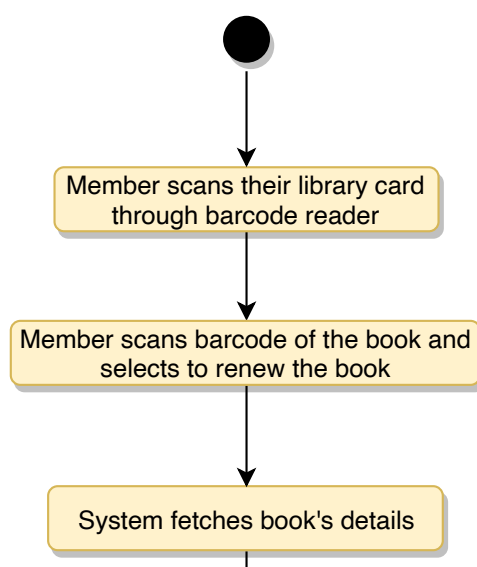 Member scans their library card
through barcode reader
Member scans barcode of the book and
selects to renew the book
System fetches book's details